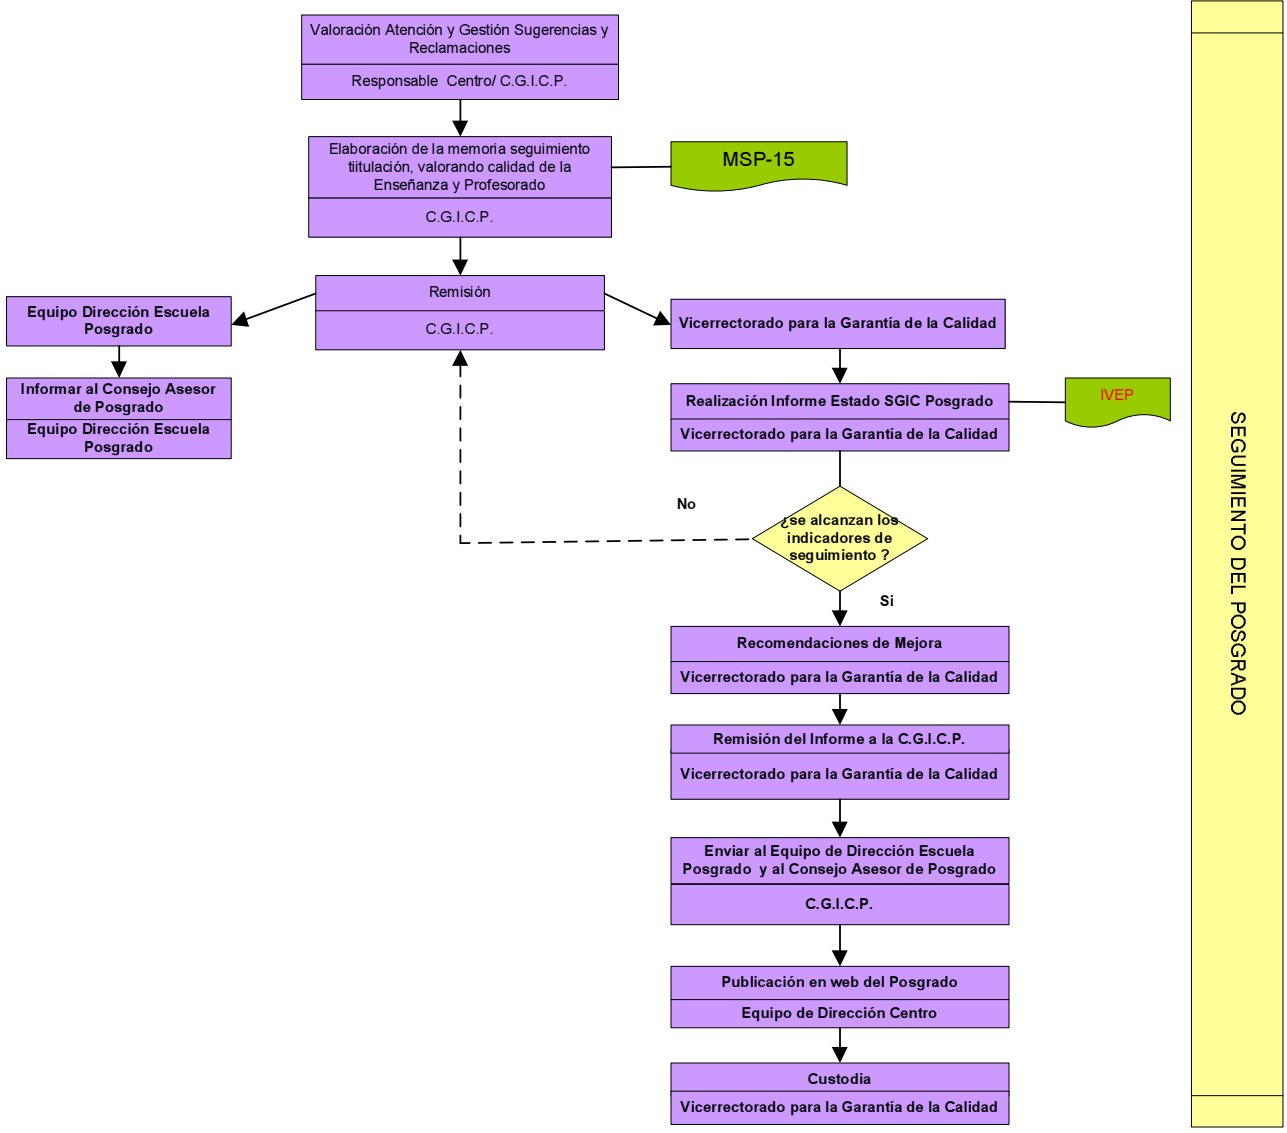 Valoración Atención y Gestión Sugerencias y
Reclamaciones
Responsable Centro/ C.G.I.C.P.
Elaboración de la memoria seguimiento
tiitulación, valorando calidad de la
Enseñanza y Profesorado
C.G.I.C.P.
MSP-15
Remisión
C.G.I.C.P.
Equipo Dirección Escuela
Posgrado
Informar al Consejo Asesor
de Posgrado
Equipo Dirección Escuela
Posgrado
Vicerrectorado para la Garantía de la Calidad
Realización Informe Estado SGIC Posgrado
Vicerrectorado para la Garantía de la Calidad
IVEP
No
¿se alcanzan los
indicadores de
seguimiento ?
Si
Recomendaciones de Mejora
Vicerrectorado para la Garantía de la Calidad
Remisión del Informe a la C.G.I.C.P.
Vicerrectorado para la Garantía de la Calidad
Enviar al Equipo de Dirección Escuela
Posgrado y al Consejo Asesor de Posgrado
C.G.I.C.P.
Publicación en web del Posgrado
Equipo de Dirección Centro
Custodia
Vicerrectorado para la Garantía de la Calidad
SEGUIMIENTO DEL POSGRADO